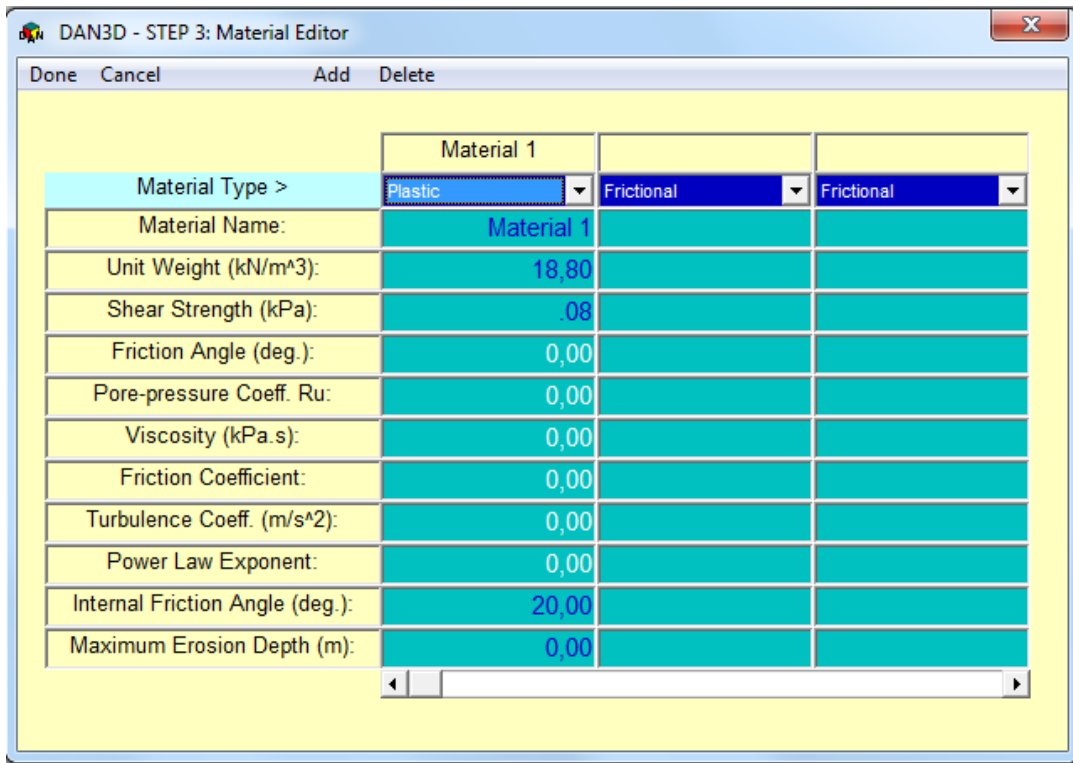 DAN3D - STEP 3: Material Editor
Done Cancel Add Delete
Material 1
Material Type > Plastic Frictional Frictional
Material Name: Material 1
Unit Weight (kN/m^3): 18,80
Shear Strength (kPa): .08
Friction Angle (deg.): 0,00
Pore-pressure Coeff. Ru: 0,00
Viscosity (kPa.s): 0,00
Friction Coefficient: 0,00
Turbulence Coeff. (m/s^2): 0,00
Power Law Exponent: 0,00
Internal Friction Angle (deg.): 20,00
Maximum Erosion Depth (m): 0,00